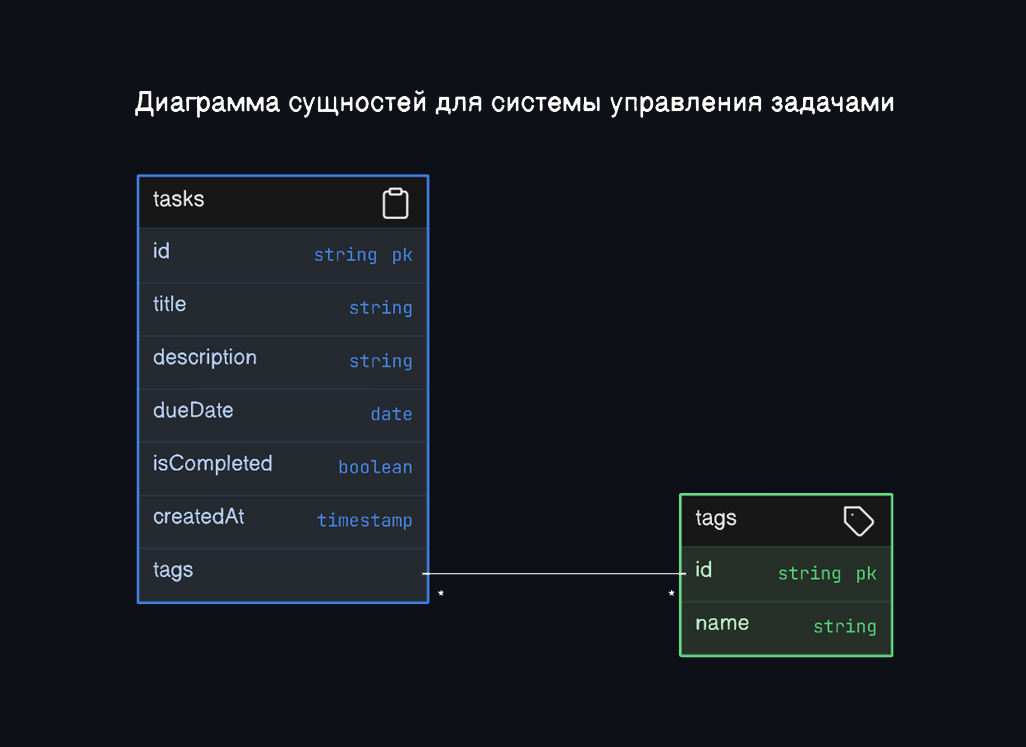 Диаграмма сущностей для системы управления задачами
tasks
id string pk
title string
description string
dueDate date
isCompleted boolean
createdAt timestamp
tags
* *
tags
id string pk
name string